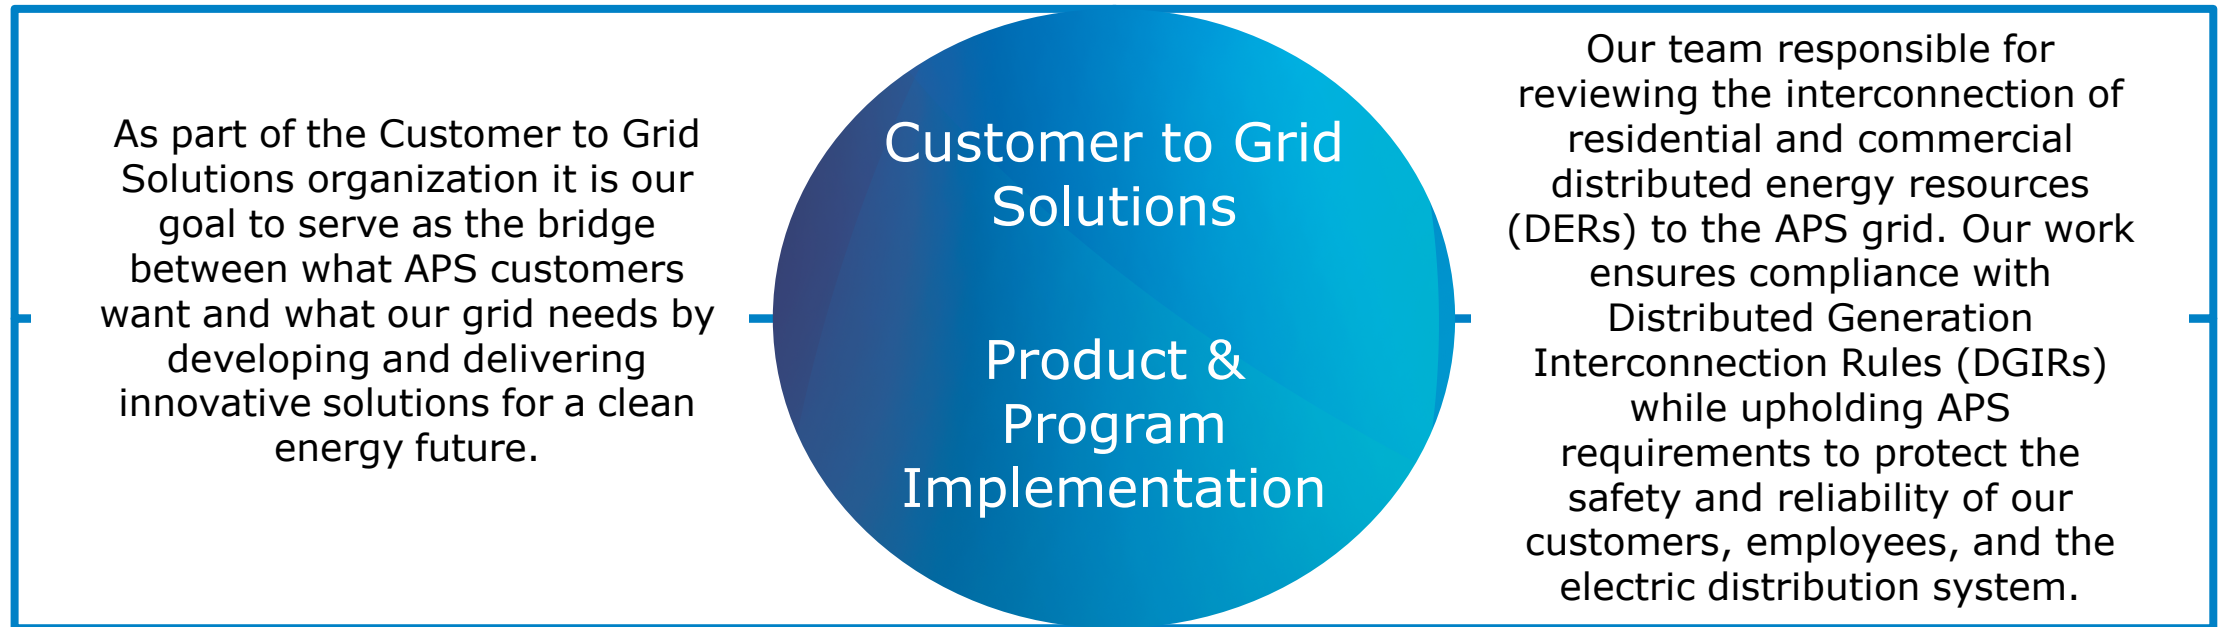 As part of the Customer to Grid
Solutions organization it is our
goal to serve as the bridge
between what APS customers
want and what our grid needs by
developing and delivering
innovative solutions for a clean
energy future.
Customer to Grid
Solutions
Product &
Program
Implementation
Our team responsible for
reviewing the interconnection of
residential and commercial
distributed energy resources
(DERs) to the APS grid. Our work
ensures compliance with
Distributed Generation
Interconnection Rules (DGIRs)
while upholding APS
requirements to protect the
safety and reliability of our
customers, employees, and the
electric distribution system.